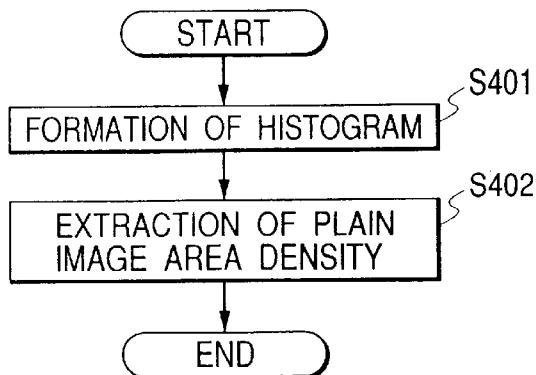 START
S401
FORMATION OF HISTOGRAM
S402
EXTRACTION OF PLAIN
IMAGE AREA DENSITY
END